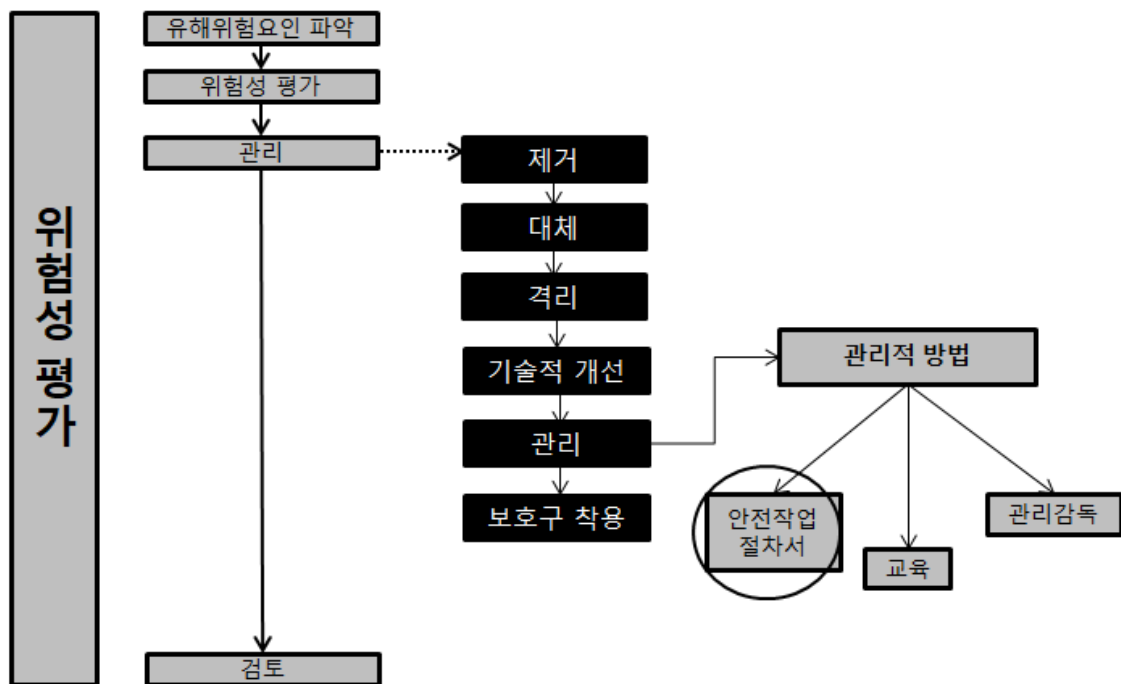 위험성 평가
유해위험요인 파악
위험성 평가
관리
제거
대체
격리
기술적 개선
관리
보호구 착용
관리적 방법
안전작업
절차서
교육
관리감독
검토